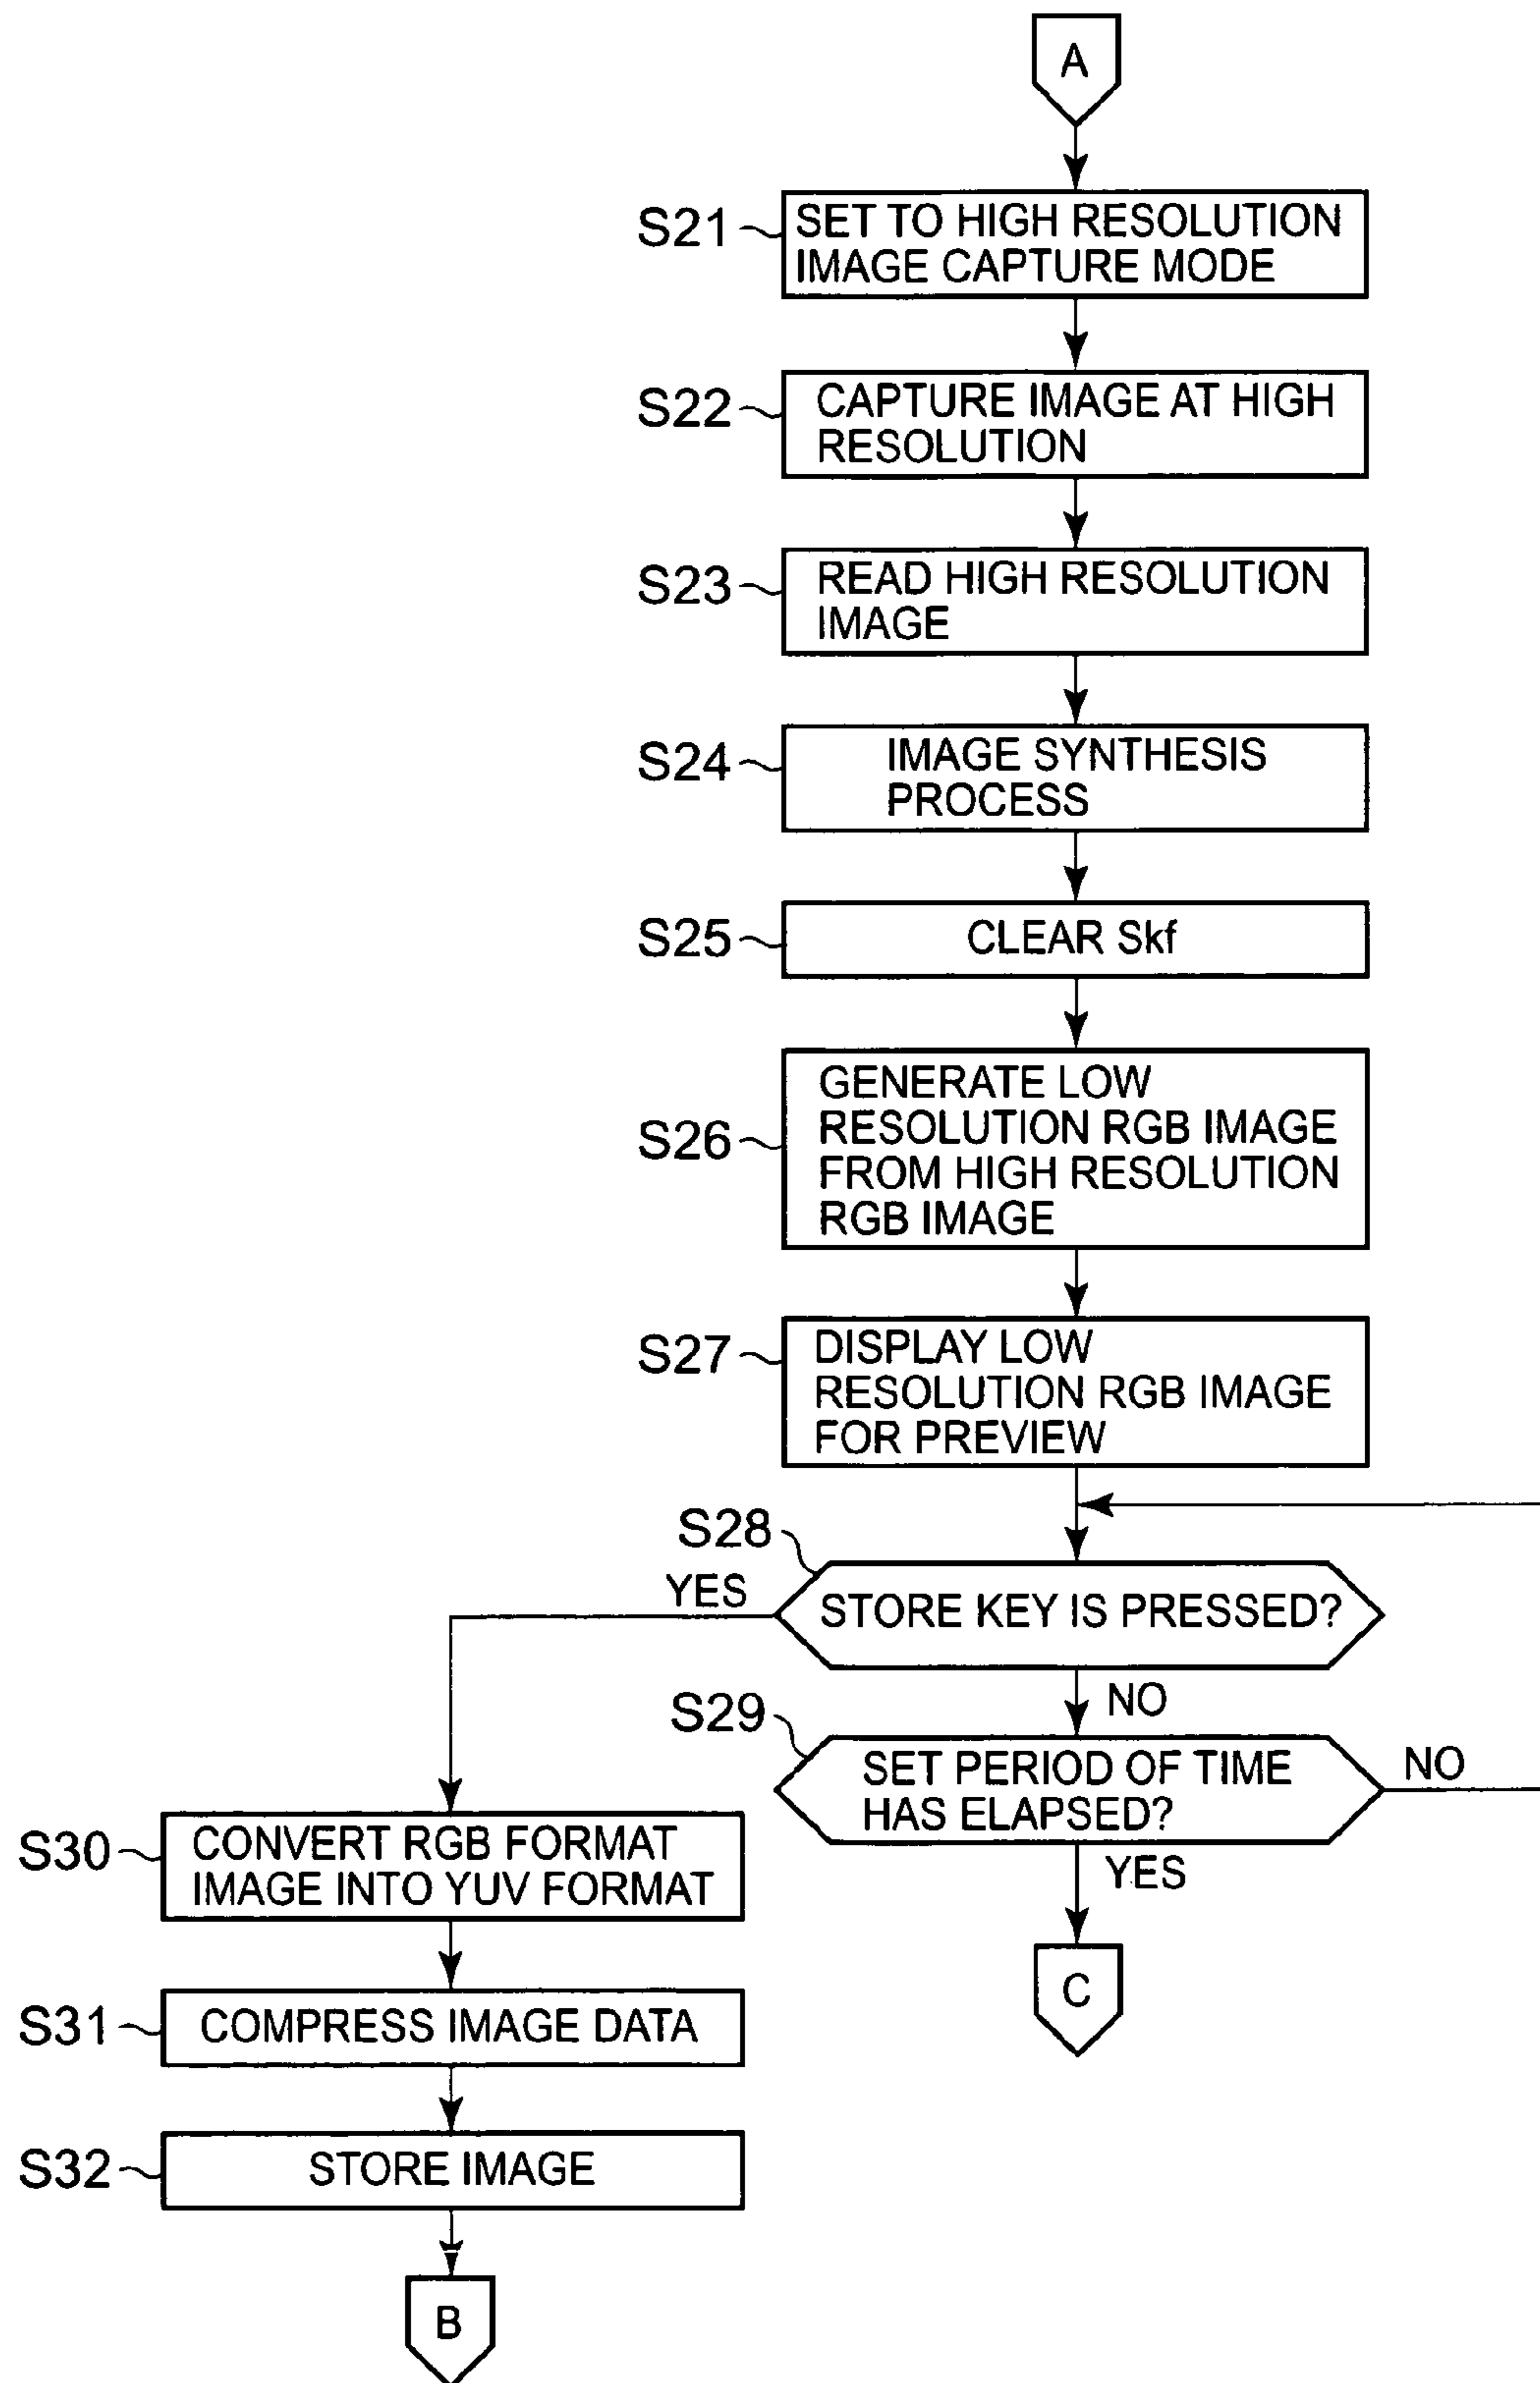 A
S21
SET TO HIGH RESOLUTION
IMAGE CAPTURE MODE
S22
CAPTURE IMAGE AT HIGH
RESOLUTION
S23
READ HIGH RESOLUTION
IMAGE
S24
IMAGE SYNTHESIS
PROCESS
S25
CLEAR Skf
S26
GENERATE LOW
RESOLUTION RGB IMAGE
FROM HIGH RESOLUTION
RGB IMAGE
S27
DISPLAY LOW
RESOLUTION RGB IMAGE
FOR PREVIEW
S28
YES
STORE KEY IS PRESSED?
NO
S29
SET PERIOD OF TIME
HAS ELAPSED?
NO
YES
C
S30
CONVERT RGB FORMAT
IMAGE INTO YUV FORMAT
S31
COMPRESS IMAGE DATA
S32
STORE IMAGE
B